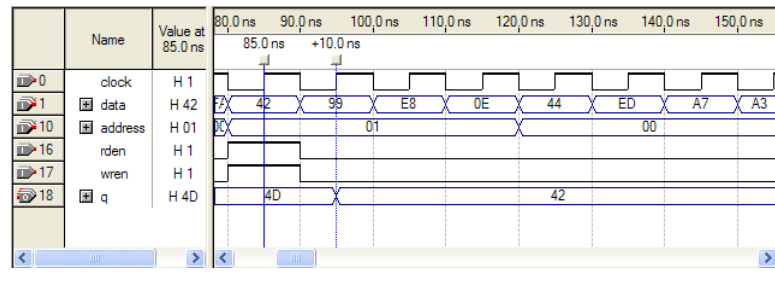 80.0 ns 90.0 ns 100.0 ns 110.0 ns 120.0 ns 130.0 ns 140.0 ns 150.0 ns
Name Value at 85.0 ns
85.0 ns +10.0 ns
0 clock H 1
1 data H 42 FA 42 99 E8 0E 44 ED A7 A3
10 address H 01 01 00
16 rden H 1
17 wren H 1
18 q H 4D 4D 42